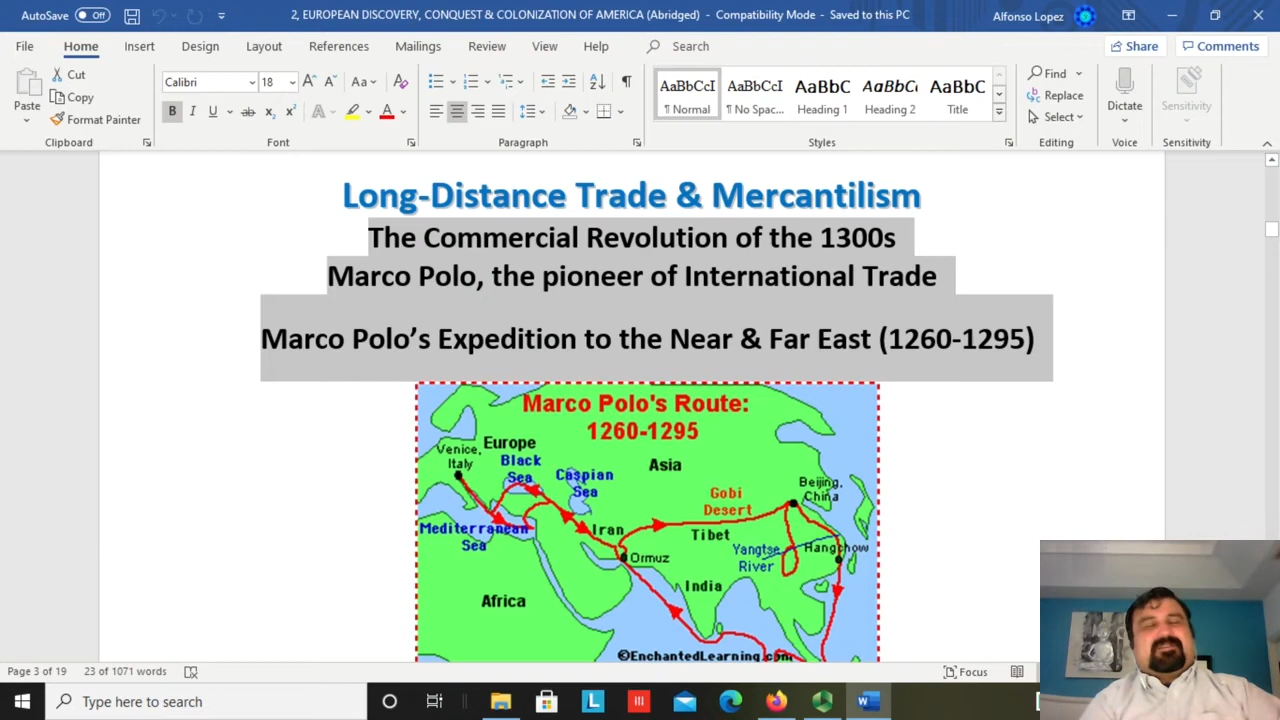 AutoSave Off 2, EUROPEAN DISCOVERY, CONQUEST & COLONIZATION OF AMERICA (Abridged) - Compatibility Mode - Saved to this PC Alfonso Lopez
File Home Insert Design Layout References Mailings Review View Help Search Share Comments
Paste Cut Copy Format Painter
Calibri 18
¶ Normal ¶ No Spac... Heading 1 Heading 2 Title
Find Replace Select
Dictate Sensitivity
Clipboard Font Paragraph Styles Editing Voice Sensitivity
Long-Distance Trade & Mercantilism
The Commercial Revolution of the 1300s
Marco Polo, the pioneer of International Trade
Marco Polo’s Expedition to the Near & Far East (1260-1295)
Marco Polo's Route:
1260-1295
Venice, Italy
Europe
Black Sea
Caspian Sea
Asia
Gobi Desert
Beijing, China
Mediterranean Sea
Iran
Tibet
Ormuz
Yangtse River
Hangchow
India
Africa
©EnchantedLearning.com
Page 3 of 19 23 of 1071 words Focus
Type here to search